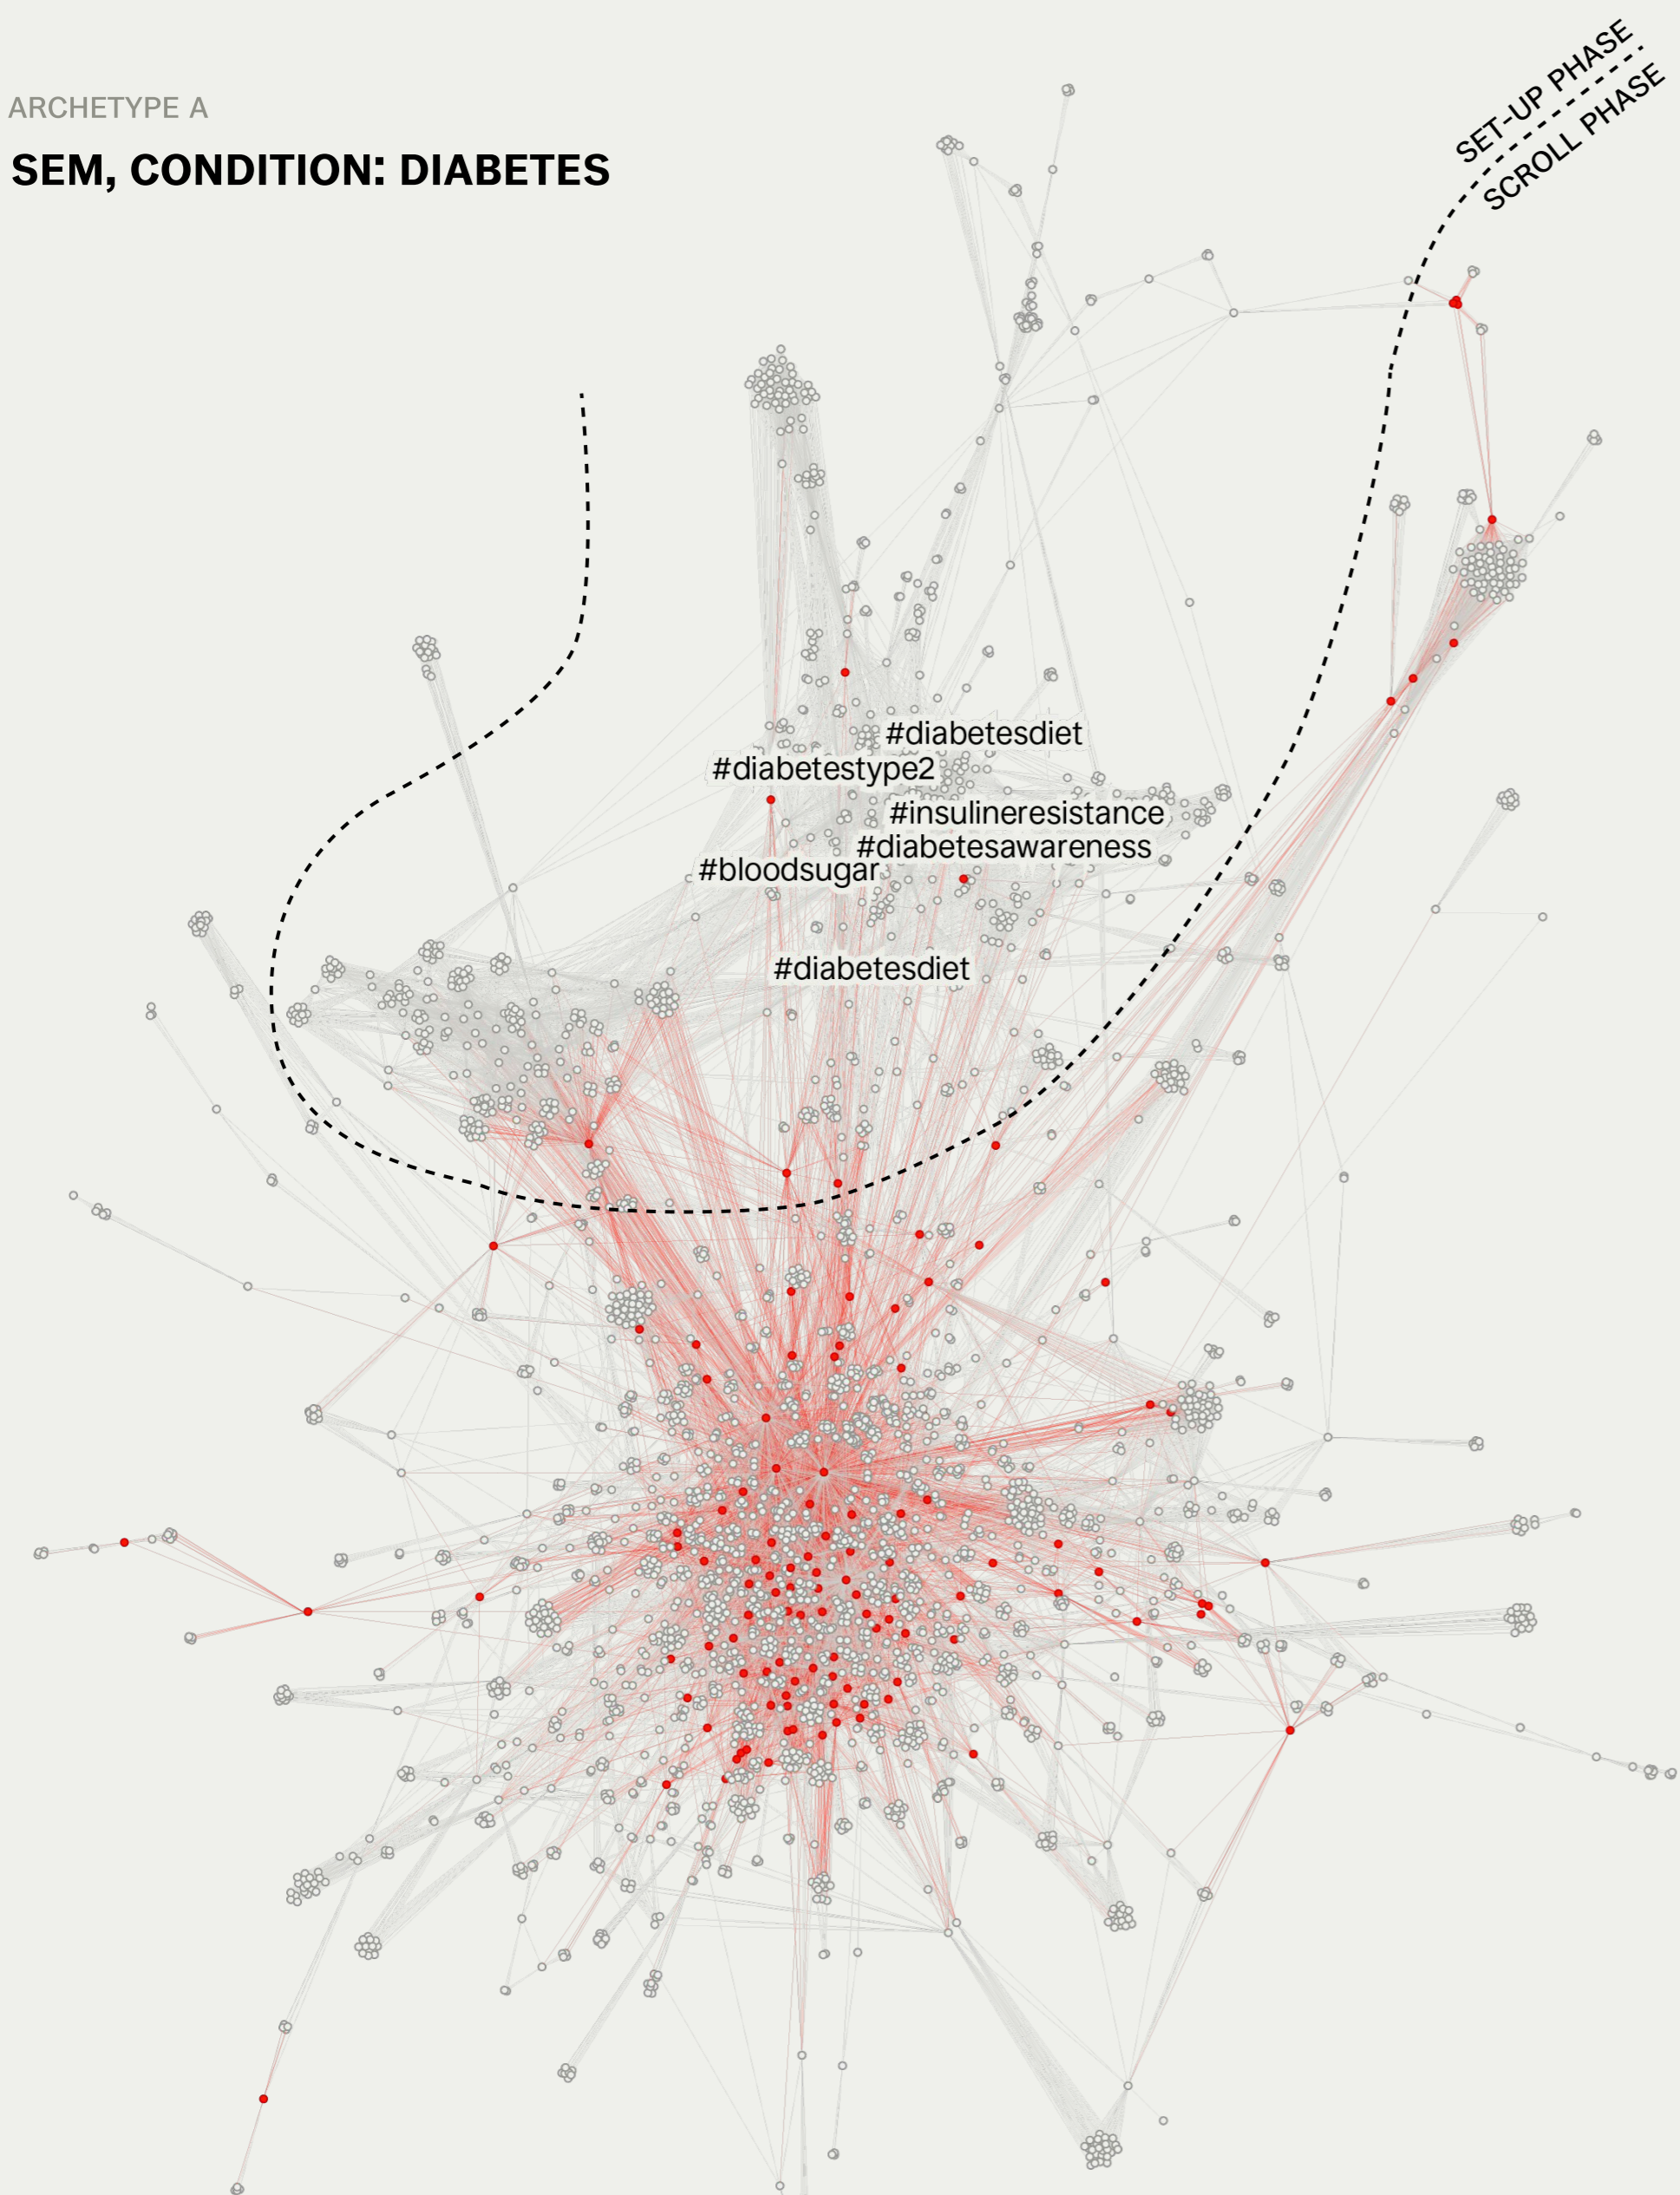 SET-UP PHASE
SCROLL PHASE
ARCHETYPE A
SEM, CONDITION: DIABETES
#diabetesdiet
#diabetestype2
#insulineresistance
#diabetesawareness
#bloodsugar
#diabetesdiet